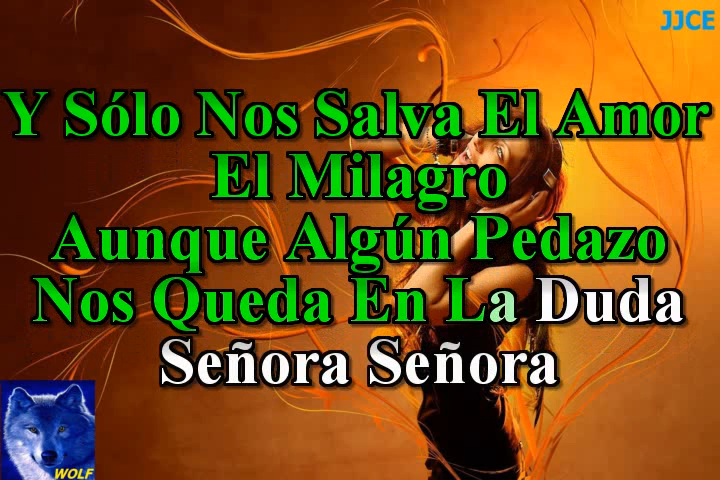 JJCE
Y Sólo Nos Salva El Amor
El Milagro
Aunque Algún Pedazo
Nos Queda En La Duda
Señora Señora
WOLF